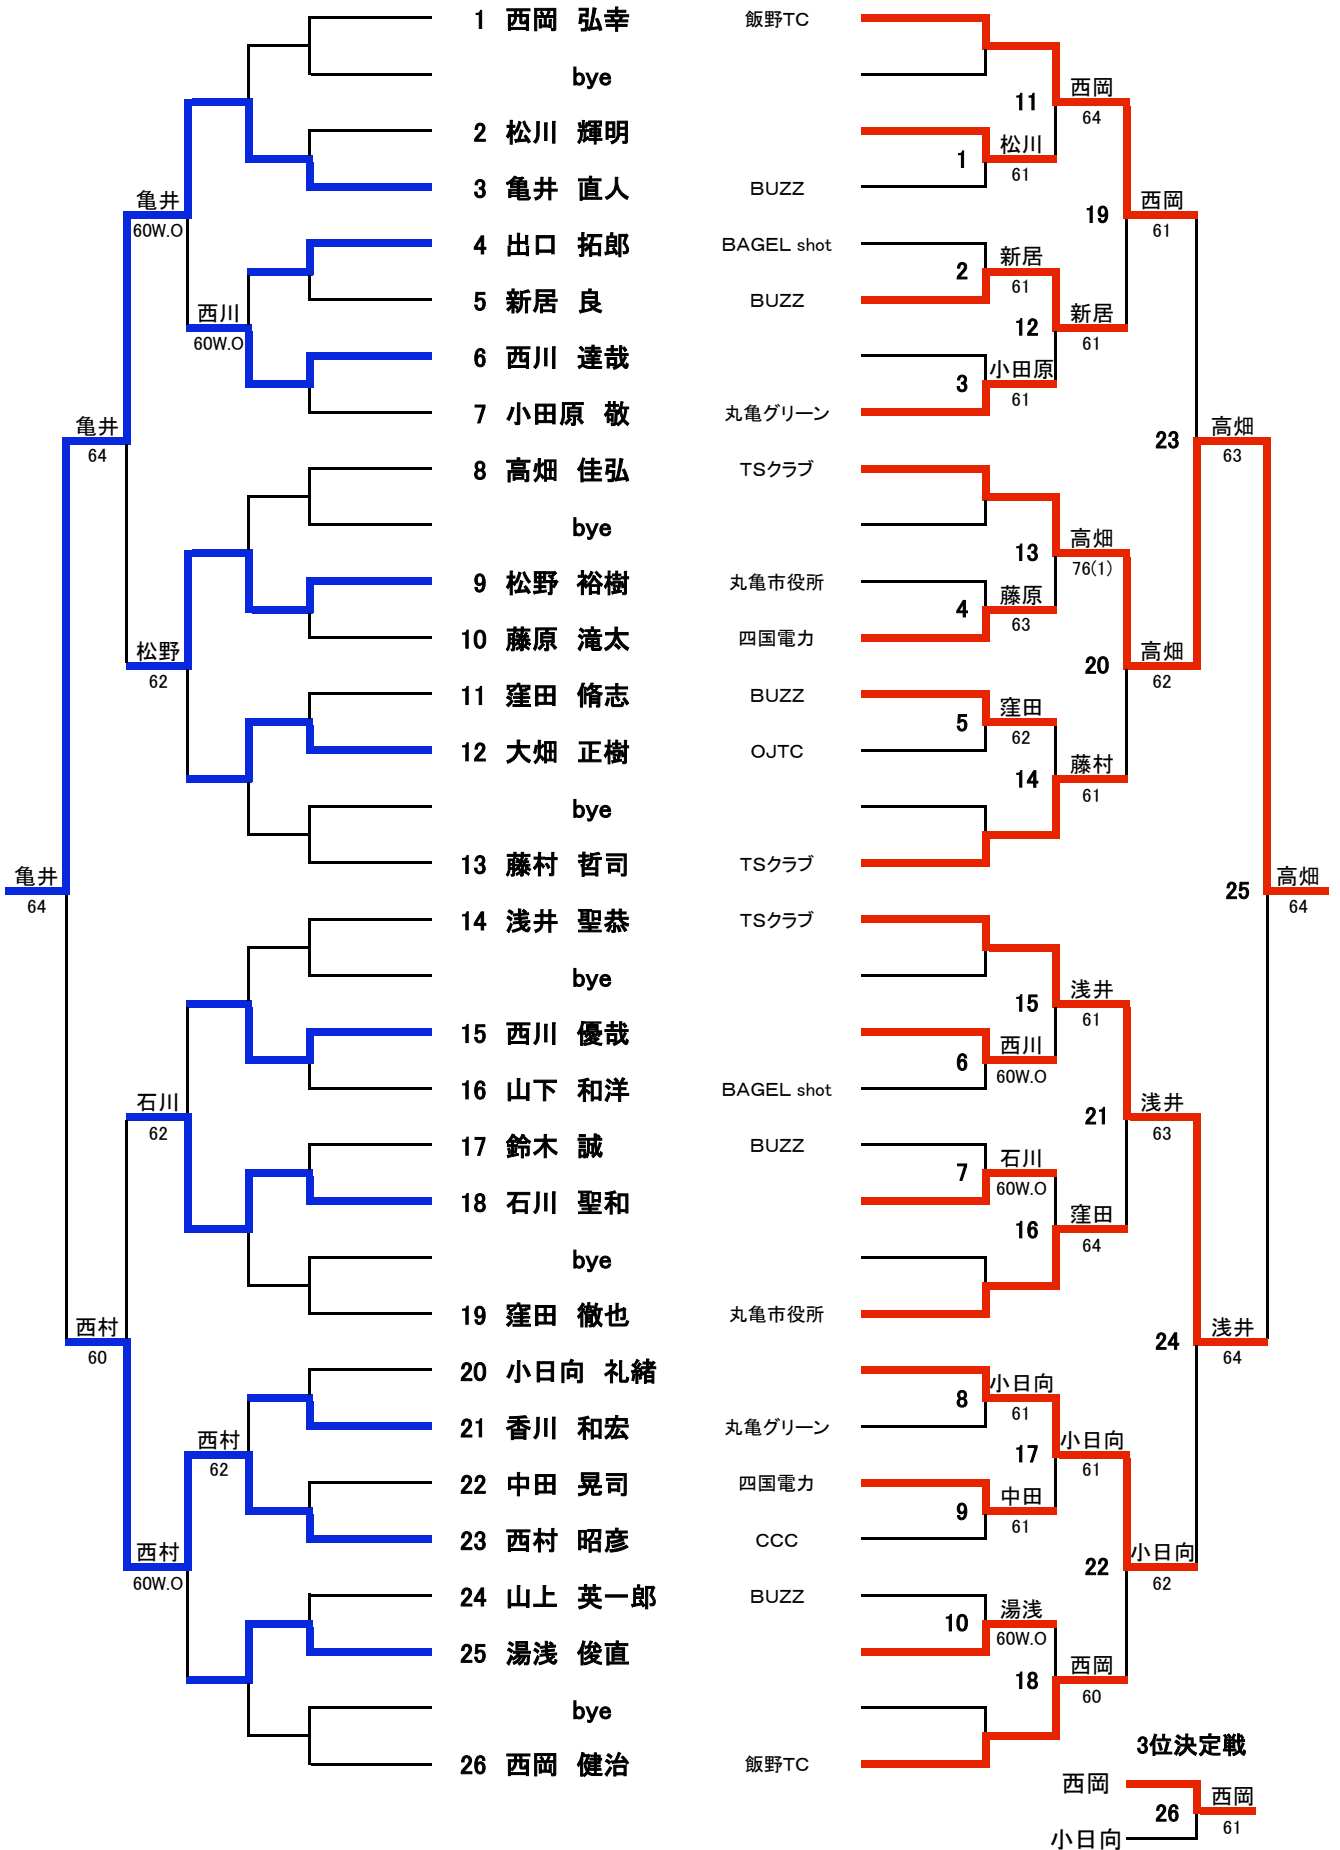 1 西岡 弘幸 飯野TC
bye
11 西岡
64
2 松川 輝明
1 松川
61
3 亀井 直人 BUZZ
亀井
60W.O
19 西岡
61
4 出口 拓郎 BAGEL shot
2 新居
61
5 新居 良 BUZZ
西川
60W.O
12 新居
61
6 西川 達哉
3 小田原
61
7 小田原 敬 丸亀グリーン
亀井
64
23 高畑
63
8 高畑 佳弘 TSクラブ
bye
13 高畑
76(1)
9 松野 裕樹 丸亀市役所
4 藤原
63
10 藤原 滝太 四国電力
松野
62
20 高畑
62
11 窪田 脩志 BUZZ
5 窪田
62
12 大畑 正樹 OJTC
14 藤村
61
bye
13 藤村 哲司 TSクラブ
亀井
64
25 高畑
64
14 浅井 聖恭 TSクラブ
bye
15 浅井
61
15 西川 優哉
6 西川
60W.O
16 山下 和洋 BAGEL shot
石川
62
21 浅井
63
17 鈴木 誠 BUZZ
7 石川
60W.O
18 石川 聖和
16 窪田
64
bye
19 窪田 徹也 丸亀市役所
西村
60
24 浅井
64
20 小日向 礼緒
8 小日向
61
21 香川 和宏 丸亀グリーン
西村
62
17 小日向
61
22 中田 晃司 四国電力
9 中田
61
23 西村 昭彦 CCC
西村
60W.O
22 小日向
62
24 山上 英一郎 BUZZ
10 湯浅
60W.O
25 湯浅 俊直
18 西岡
60
bye
26 西岡 健治 飯野TC
3位決定戦
西岡
26 西岡
61
小日向